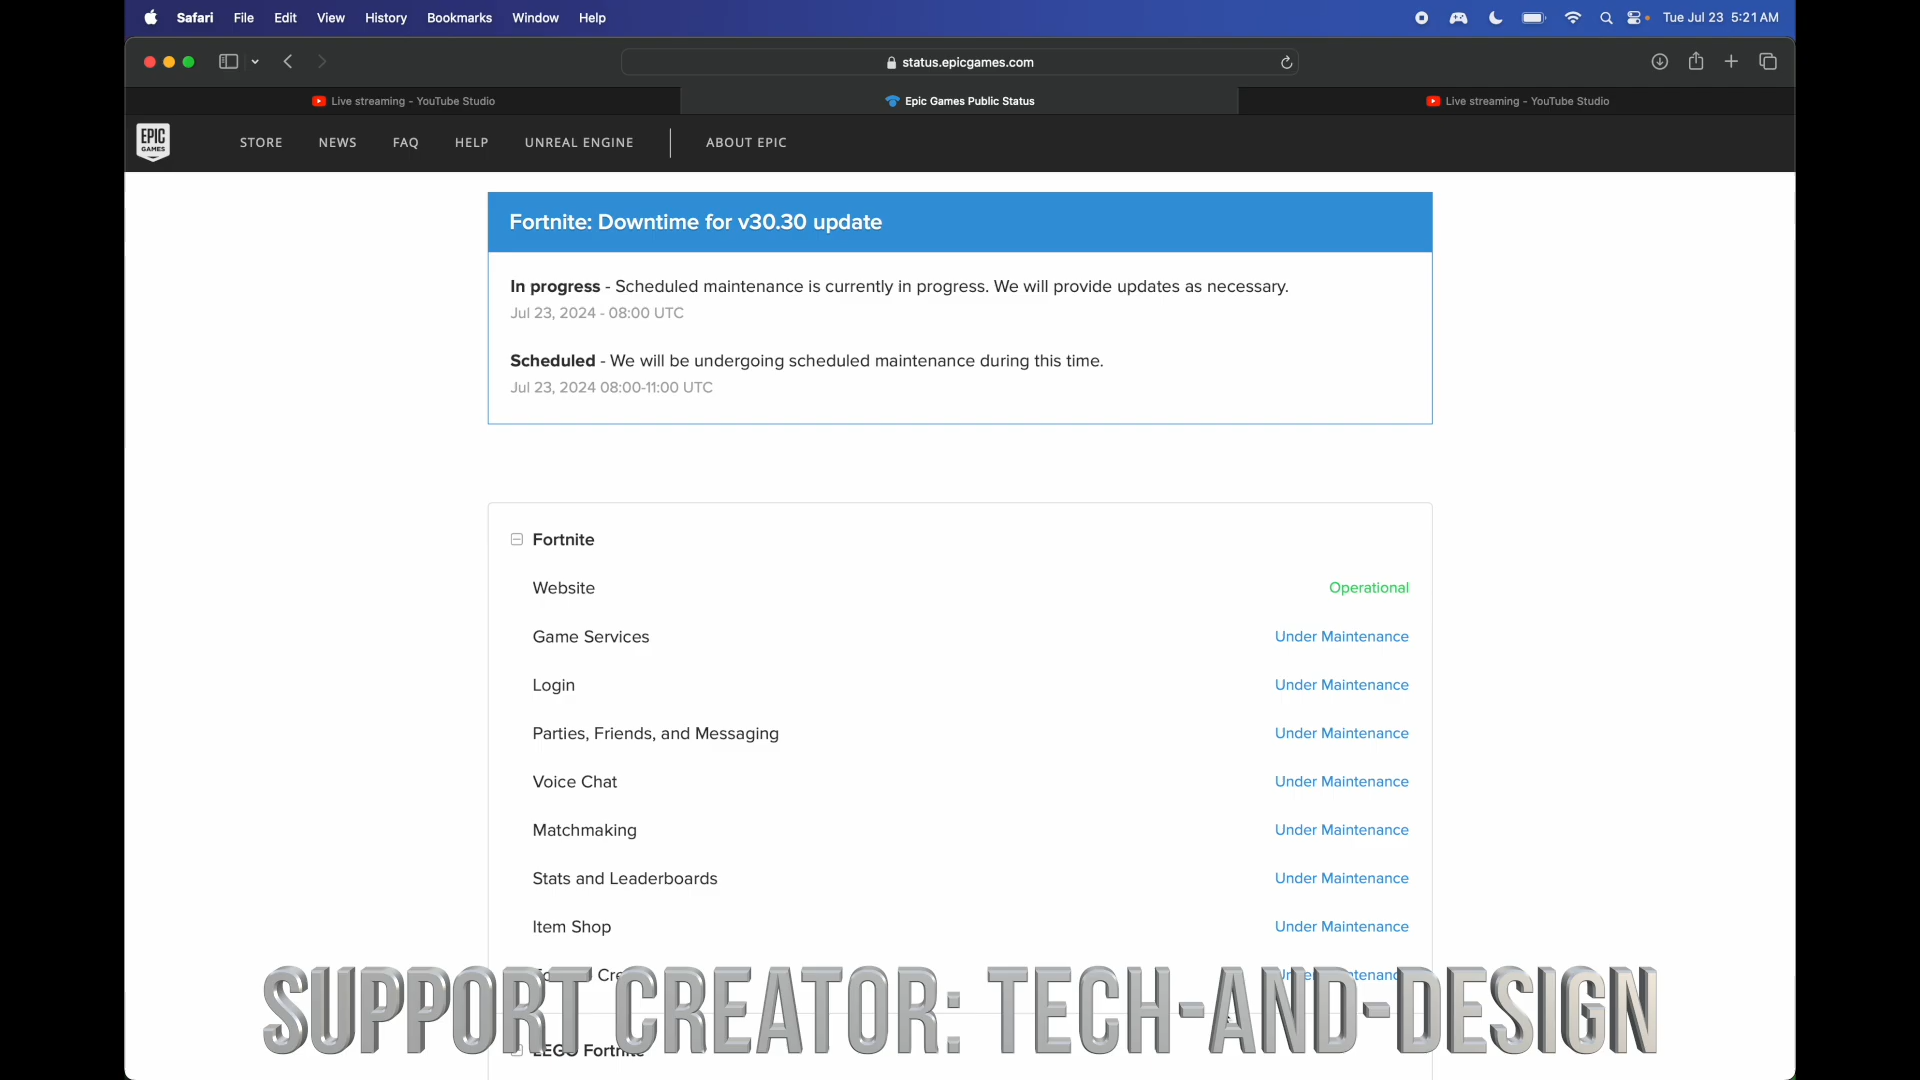 Safari File Edit View History Bookmarks Window Help Tue Jul 23 5:21 AM
status.epicgames.com
Live streaming - YouTube Studio
Epic Games Public Status
Live streaming - YouTube Studio
EPIC
GAMES
STORE NEWS FAQ HELP UNREAL ENGINE ABOUT EPIC
Fortnite: Downtime for v30.30 update
In progress - Scheduled maintenance is currently in progress. We will provide updates as necessary.
Jul 23, 2024 - 08:00 UTC
Scheduled - We will be undergoing scheduled maintenance during this time.
Jul 23, 2024 08:00-11:00 UTC
Fortnite
Website Operational
Game Services Under Maintenance
Login Under Maintenance
Parties, Friends, and Messaging Under Maintenance
Voice Chat Under Maintenance
Matchmaking Under Maintenance
Stats and Leaderboards Under Maintenance
Item Shop Under Maintenance
SUPPORT CREATOR: TECH-AND-DESIGN
LEGO Fortnite